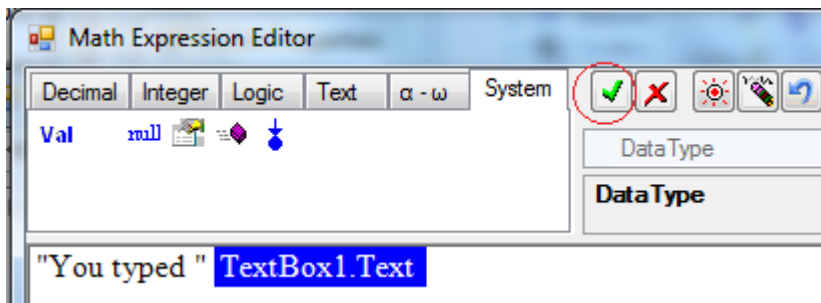 Math Expression Editor
Decimal Integer Logic Text α - ω System
Val null
DataType
DataType
"You typed " TextBox1.Text